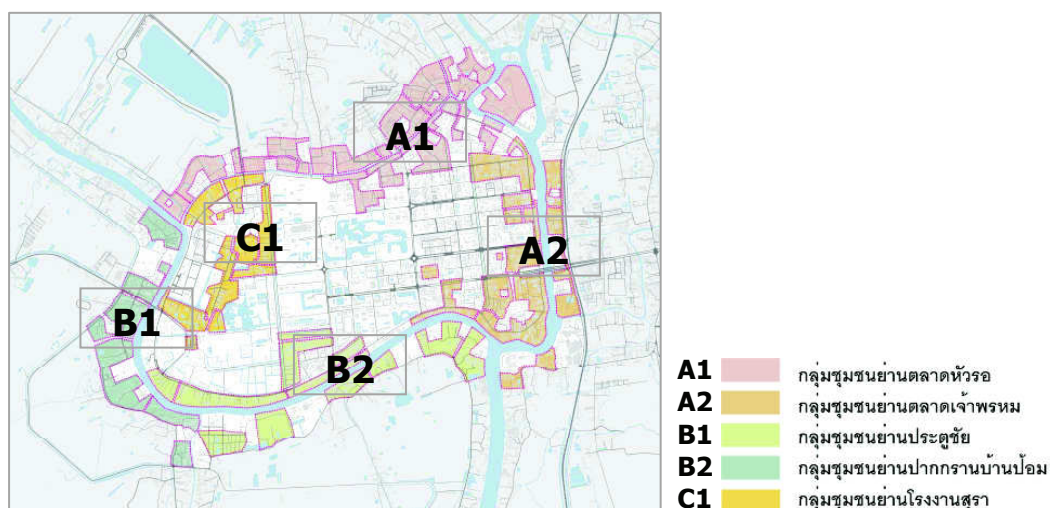 A1
C1
A2
B1
B2
A1 กลุ่มชุมชนย่านตลาดหัวรอ
A2 กลุ่มชุมชนย่านตลาดเจ้าพรหม
B1 กลุ่มชุมชนย่านประตูชัย
B2 กลุ่มชุมชนย่านปากกรานบ้านป้อม
C1 กลุ่มชุมชนย่านโรงงานสุรา